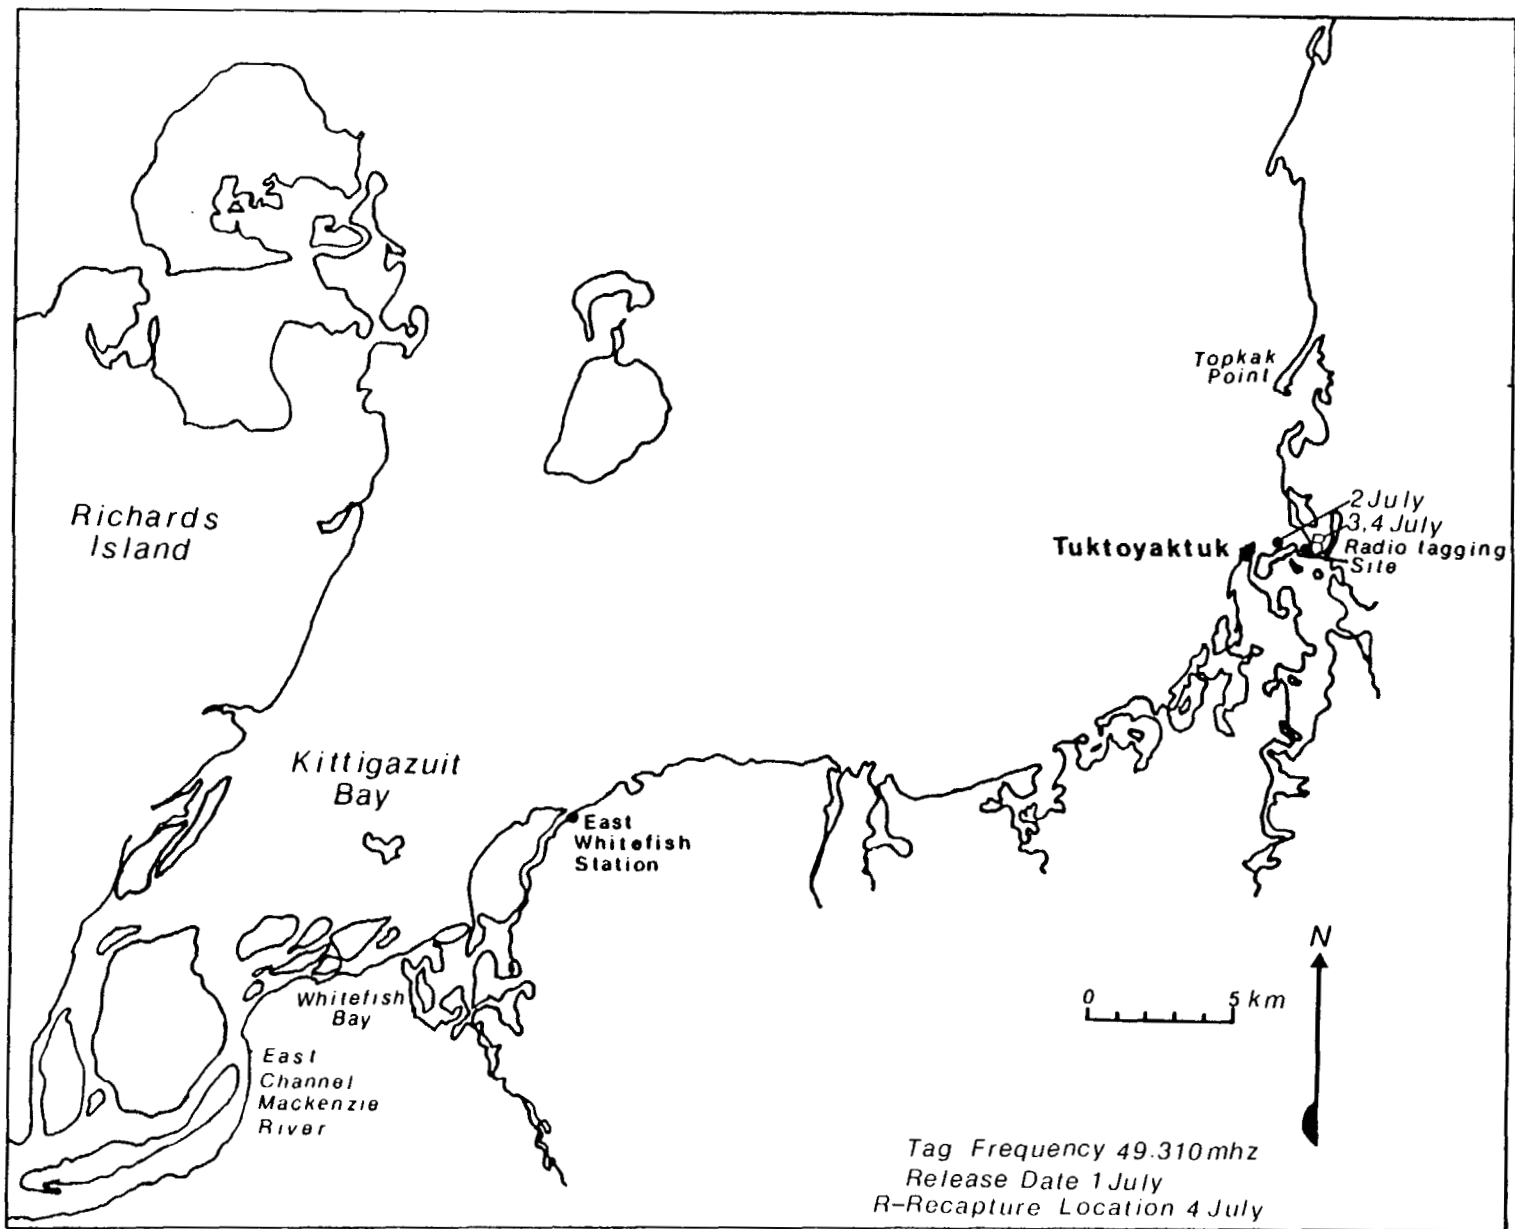 Topkak
Point
Richards
Island
2 July
3,4 July
R
Tuktoyaktuk
Radio tagging
Site
Kittigazuit
Bay
East
Whitefish
Station
N
Whitefish
Bay
0 5 km
East
Channel
Mackenzie
River
Tag Frequency 49.310mhz
Release Date 1 July
R-Recapture Location 4 July